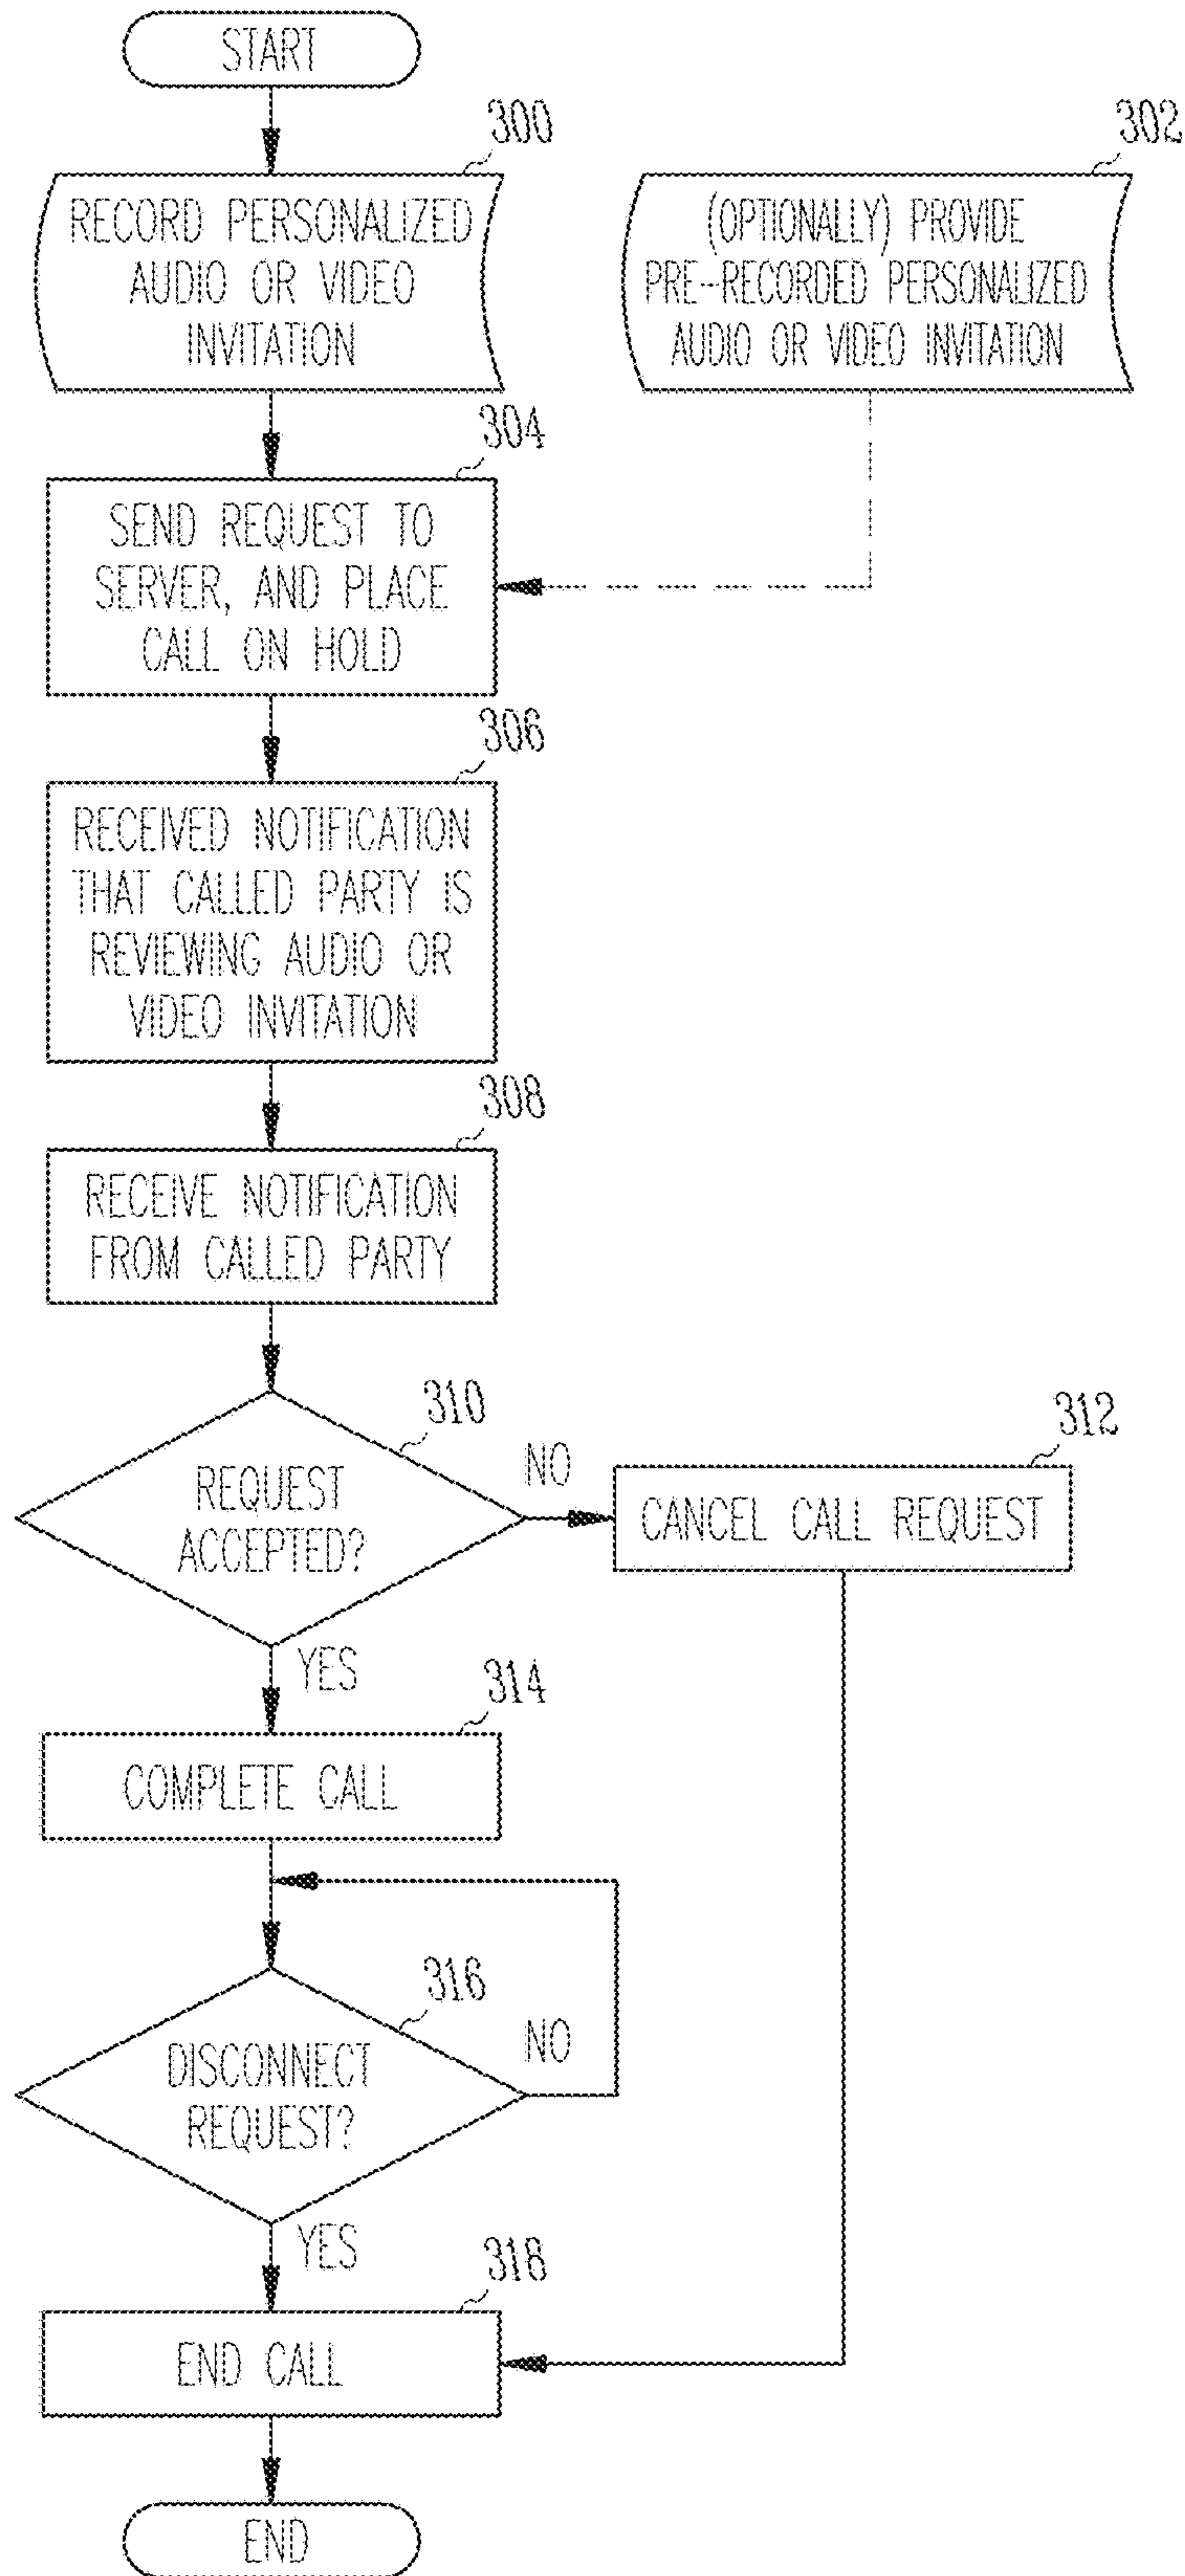 START
300
RECORD PERSONALIZED
AUDIO OR VIDEO
INVITATION
302
(OPTIONALLY) PROVIDE
PRE-RECORDED PERSONALIZED
AUDIO OR VIDEO INVITATION
304
SEND REQUEST TO
SERVER, AND PLACE
CALL ON HOLD
306
RECEIVED NOTIFICATION
THAT CALLED PARTY IS
REVIEWING AUDIO OR
VIDEO INVITATION
308
RECEIVE NOTIFICATION
FROM CALLED PARTY
310
REQUEST
ACCEPTED?
NO
312
CANCEL CALL REQUEST
YES
314
COMPLETE CALL
316
DISCONNECT
REQUEST?
NO
YES
318
END CALL
END